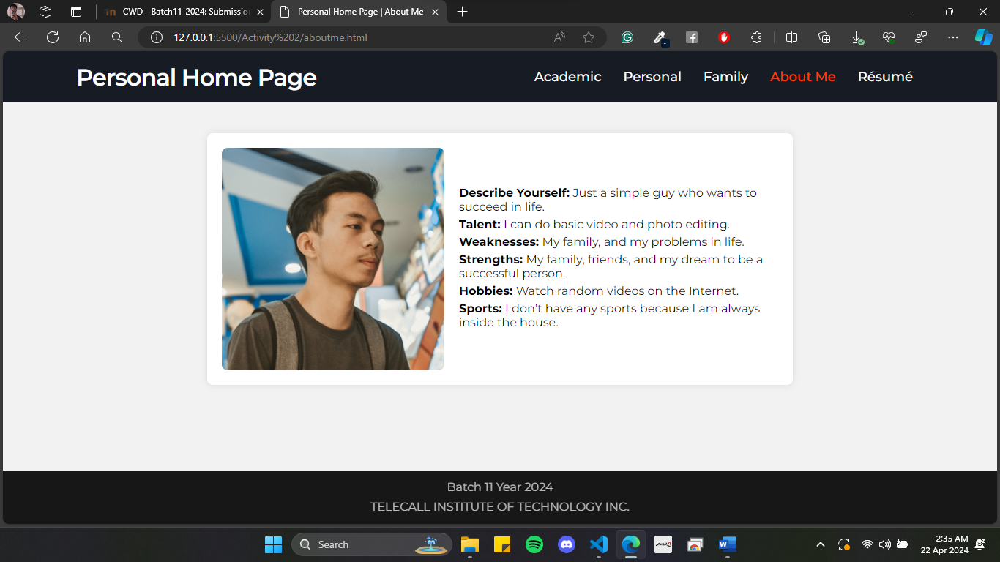 CWD - Batch11-2024: Submission
Personal Home Page | About Me
127.0.0.1:5500/Activity%202/aboutme.html
Personal Home Page
Academic
Personal
Family
About Me
Résumé
Describe Yourself: Just a simple guy who wants to
succeed in life.
Talent: I can do basic video and photo editing.
Weaknesses: My family, and my problems in life.
Strengths: My family, friends, and my dream to be a
successful person.
Hobbies: Watch random videos on the Internet.
Sports: I don't have any sports because I am always
inside the house.
Batch 11 Year 2024
TELECALL INSTITUTE OF TECHNOLOGY INC.
Search
2:35 AM
22 Apr 2024